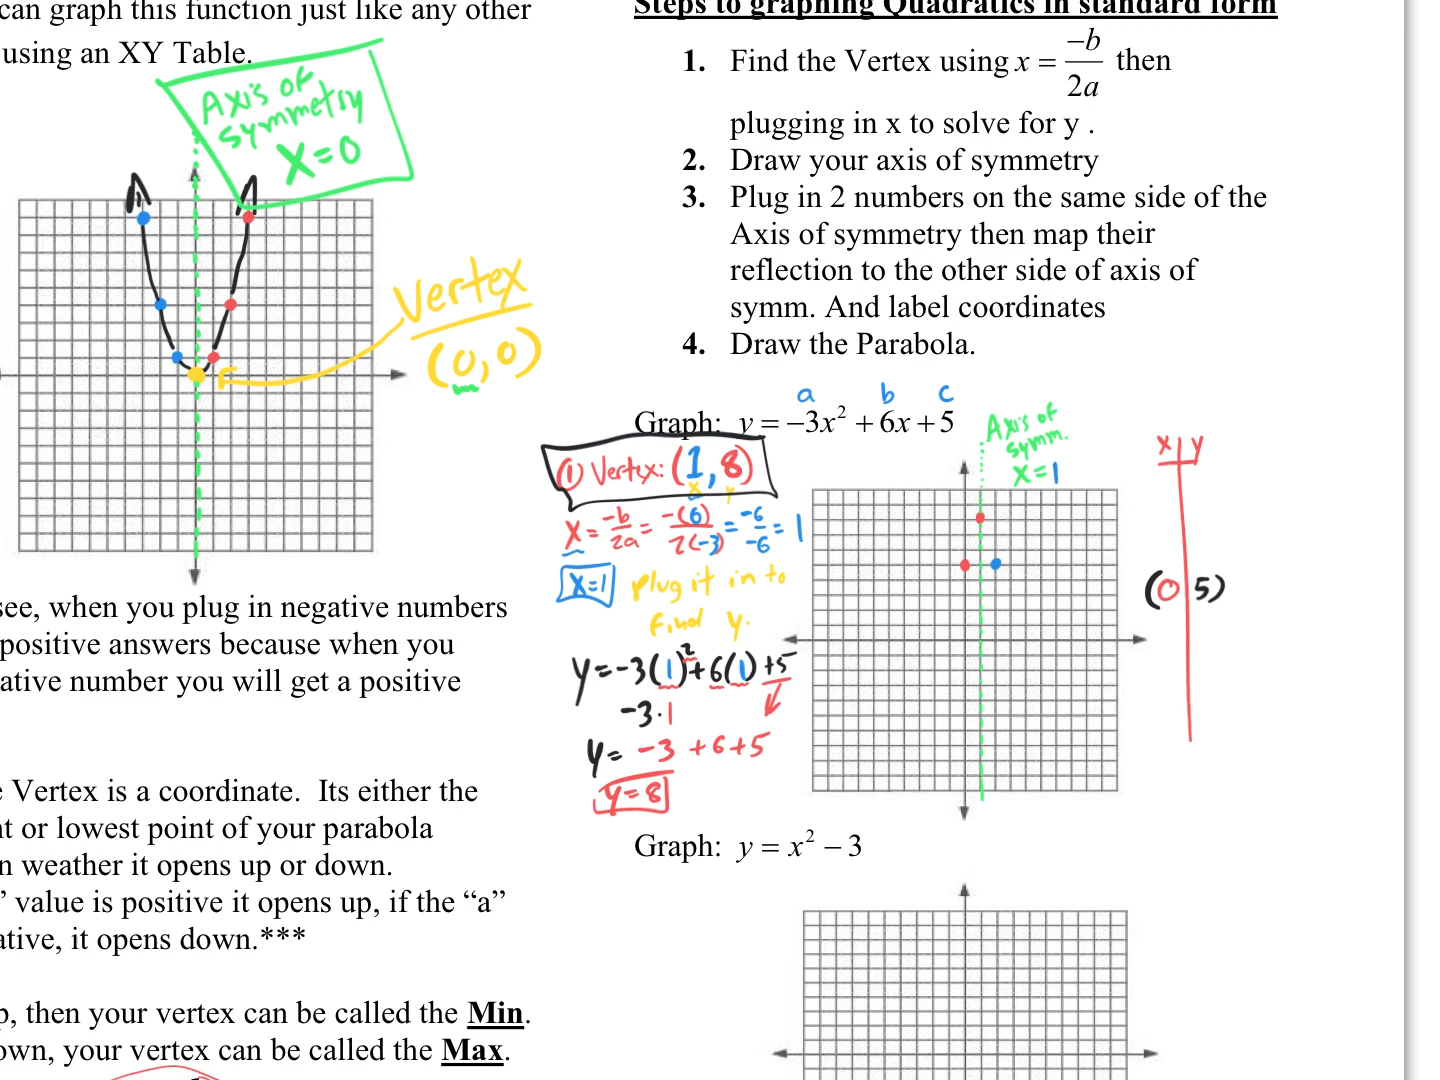 can graph this function just like any other
using an XY Table.
Axis of
symmetry
X=0
Vertex
(0,0)
see, when you plug in negative numbers
positive answers because when you
ative number you will get a positive
e Vertex is a coordinate.  Its either the
nt or lowest point of your parabola
n weather it opens up or down.
” value is positive it opens up, if the “a”
ative, it opens down.***
p, then your vertex can be called the Min.
own, your vertex can be called the Max.
Steps to graphing Quadratics in standard form
1. Find the Vertex using x = -b/2a then
plugging in x to solve for y .
2. Draw your axis of symmetry
3. Plug in 2 numbers on the same side of the
Axis of symmetry then map their
reflection to the other side of axis of
symm. And label coordinates
4. Draw the Parabola.
a b c
Graph: y = −3x² + 6x + 5
① Vertex: (1, 8)
x y
x = -b/2a = -(6)/2(-3) = -6/-6 = 1
x=1 plug it in to
find y.
y = -3(1)² + 6(1) + 5
-3·1
y = -3 + 6 + 5
y = 8
Axis of
symm.
X=1
X | Y
(0 | 5)
Graph: y = x² − 3